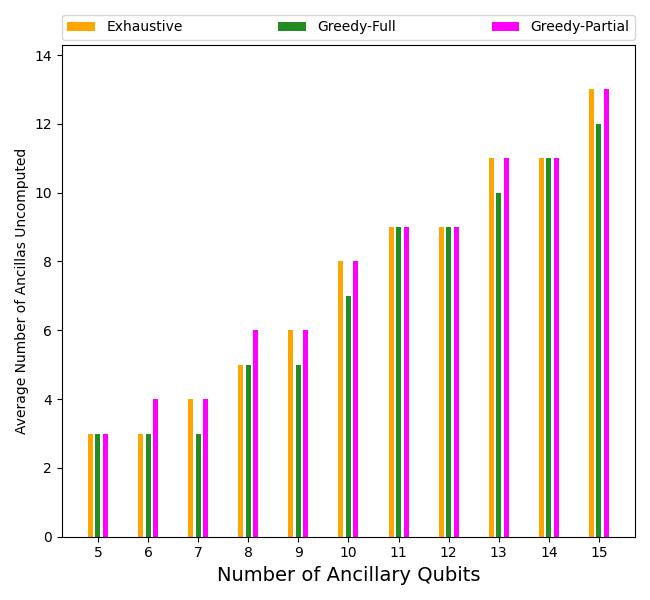 Exhaustive Greedy-Full Greedy-Partial
14
12
10
8
6
4
2
0
Average Number of Ancillas Uncomputed
5 6 7 8 9 10 11 12 13 14 15
Number of Ancillary Qubits